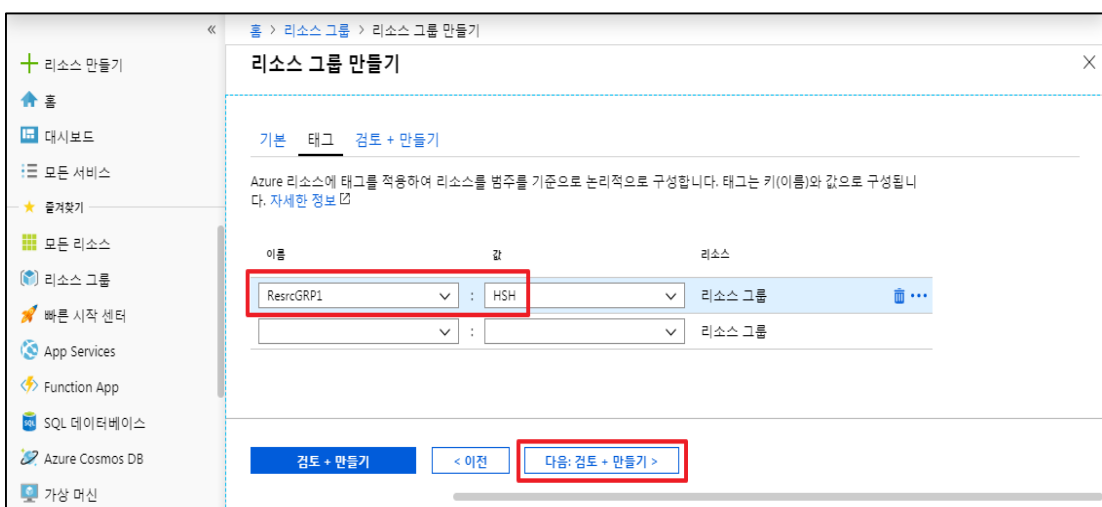 «
리소스 만들기
홈
대시보드
모든 서비스
즐겨찾기
모든 리소스
리소스 그룹
빠른 시작 센터
App Services
Function App
SQL 데이터베이스
Azure Cosmos DB
가상 머신
홈 > 리소스 그룹 > 리소스 그룹 만들기
리소스 그룹 만들기
기본 태그 검토 + 만들기
Azure 리소스에 태그를 적용하여 리소스를 범주를 기준으로 논리적으로 구성합니다. 태그는 키(이름)와 값으로 구성됩니
다. 자세한 정보
이름 값 리소스
ResrcGRP1 : HSH 리소스 그룹
: 리소스 그룹
검토 + 만들기 < 이전 다음: 검토 + 만들기 >